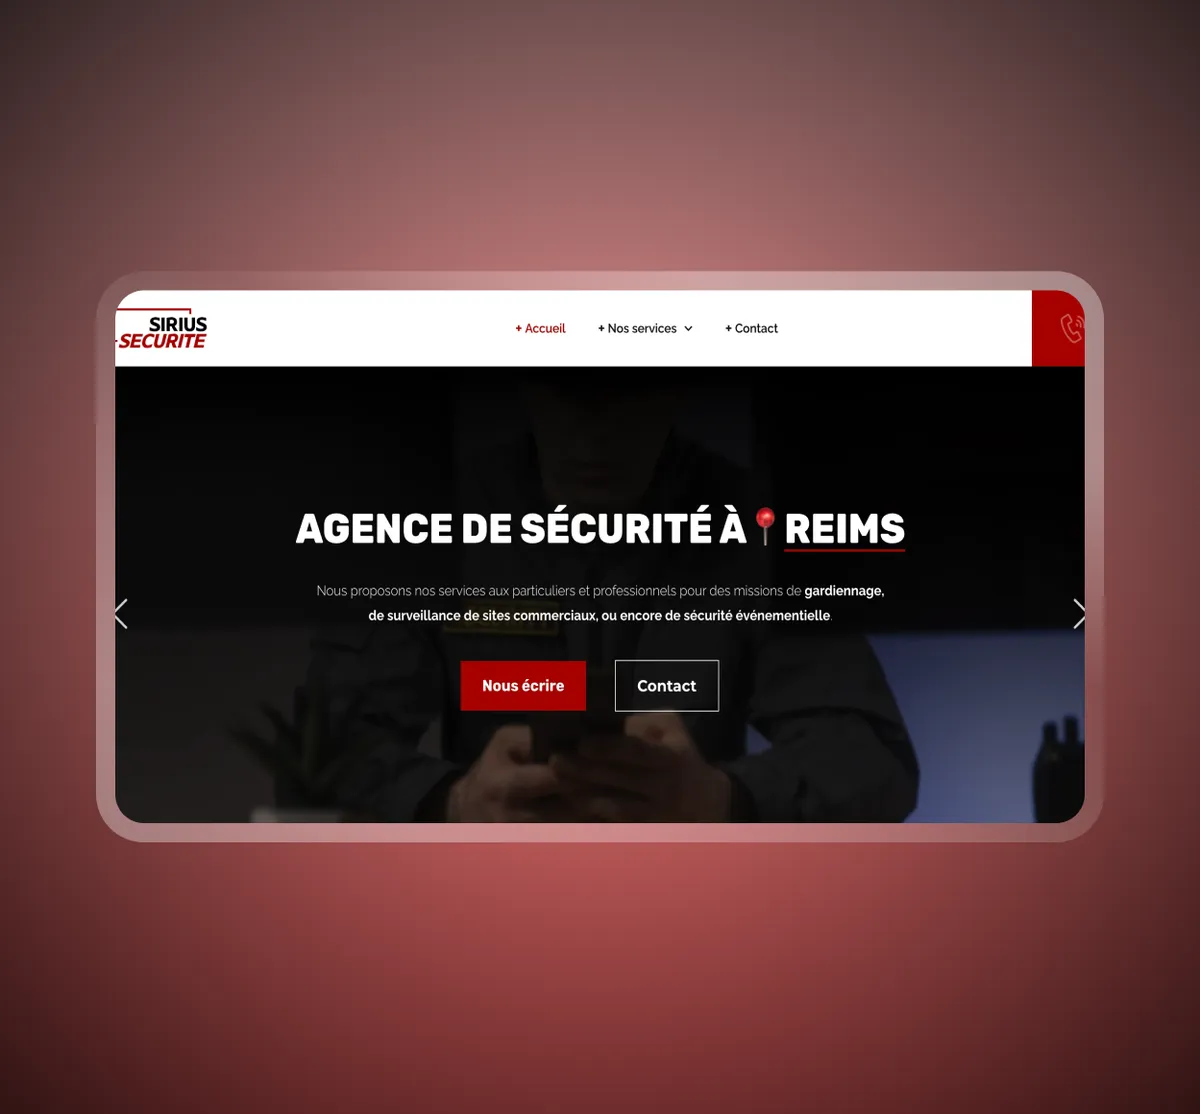 SIRIUS
SECURITE
+ Accueil
+ Nos services
+ Contact
AGENCE DE SÉCURITÉ À📍REIMS
Nous proposons nos services aux particuliers et professionnels pour des missions de gardiennage,
de surveillance de sites commerciaux, ou encore de sécurité événementielle.
Nous écrire
Contact